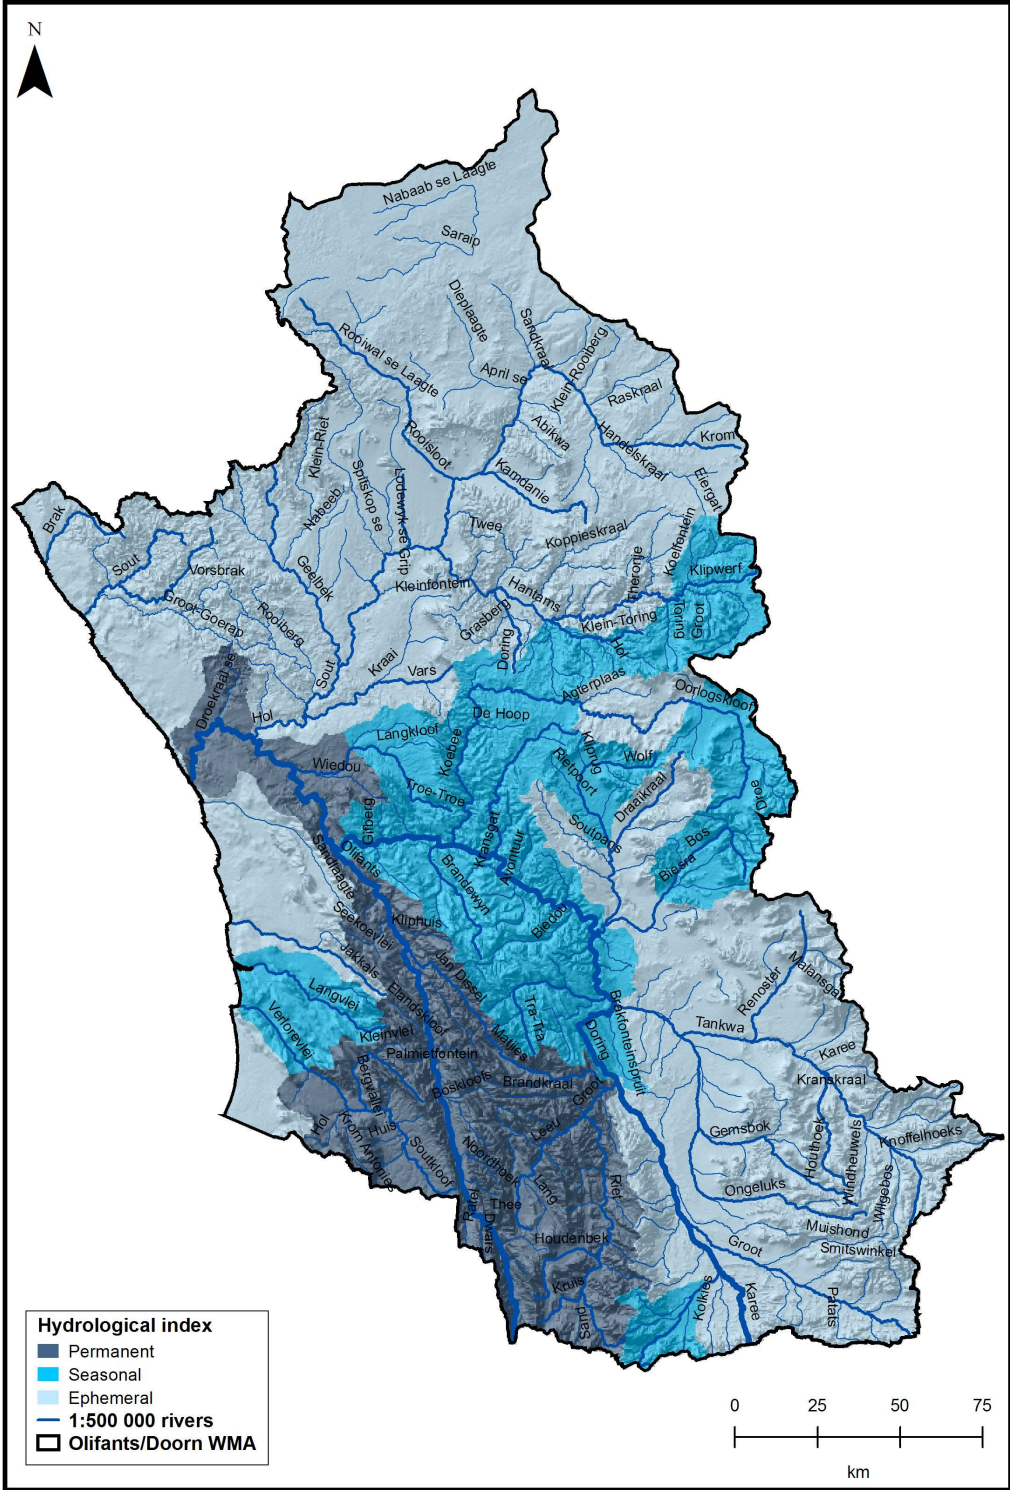 N
Nabaab se Laagte
Saraip
Dieplaagte
Sandkraal
Rooiwal se Laagte
April se
Klein-Rooiberg
Raskraal
Abikwa
Handelskraal
Krom
Klein-Riet
Rooisloot
Kamdanie
Eiergat
Spitskop se
Lodewyk se Grip
Nabeeb
Brak
Twee
Koppieskraal
Koelfontein
Sout
Vorsbrak
Geelbek
Kleinfontein
Hantams
Theronje
Klipwerf
Groot-Goerap
Rooiberg
Grasberg
Klein-Toring
Toring
Groot
Doring
Hol
Droekraal se
Sout
Kraai
Vars
Agterplaas
Oorlogskloof
Hol
Langkloof
De Hoop
Koebee
Kliprug
Wolf
Wiedou
Troe-Troe
Rietpoort
Draaikraal
Droe
Gifberg
Kransgat
Soutpans
Bos
Sandlaagte
Olifants
Avontuur
Biesie
Brandewyn
Seekoevlei
Kliphuis
Biedou
Jakkals
Jan Dissel
Malansgat
Langvlei
Elandskloof
Renoster
Verlorevlei
Kleinvlei
Tra-Tra
Brakfonteinspruit
Tankwa
Matjies
Doring
Palmietfontein
Karee
Bergvallei
Boskloofs
Brandkraal
Groot
Kranskraal
Hol
Krom Antonies
Huis
Leeu
Gemsbok
Houthoek
Windheuwels
Knoffelhoeks
Soutkloof
Noordhoek
Lang
Riet
Ongeluks
Wilgebos
Ratel
Thee
Dwars
Houdenbek
Groot
Muishond
Smitswinkel
Kruis
Sand
Kolkies
Karee
Patats
Hydrological index
Permanent
Seasonal
Ephemeral
1:500 000 rivers
Olifants/Doorn WMA
0 25 50 75
km